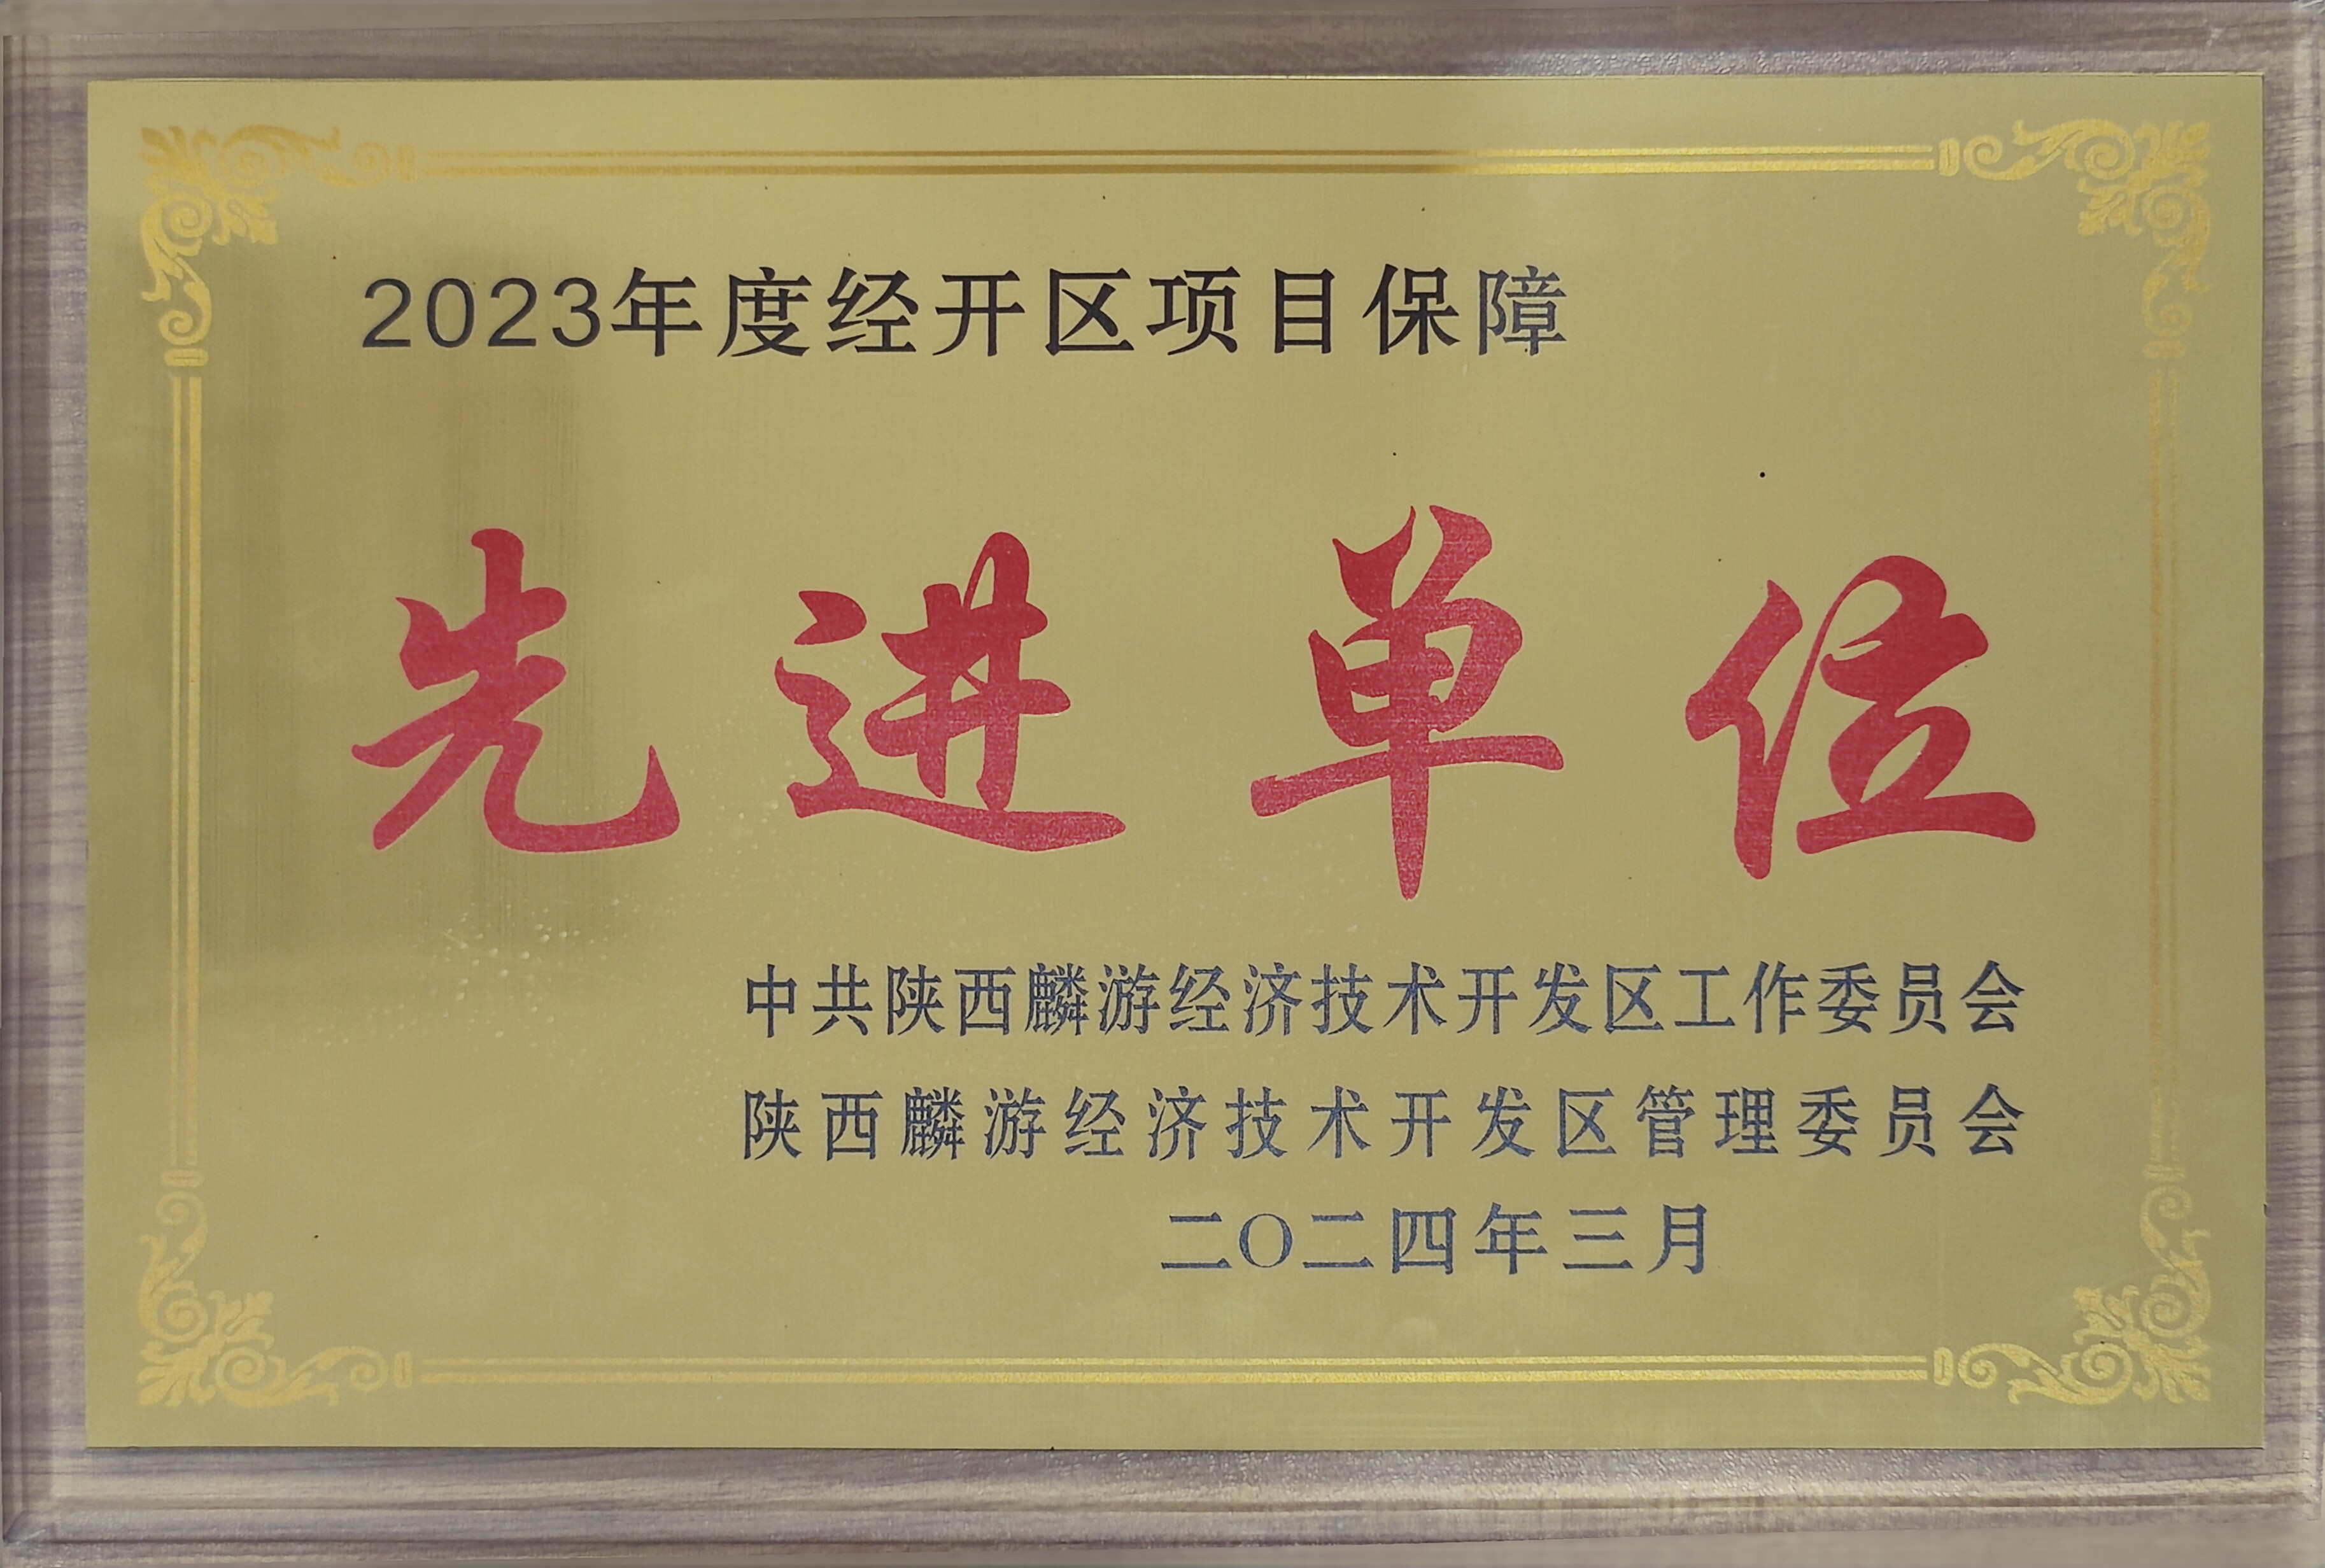 2023年度经开区项目保障
先进单位
中共陕西麟游经济技术开发区工作委员会
陕西麟游经济技术开发区管理委员会
二〇二四年三月